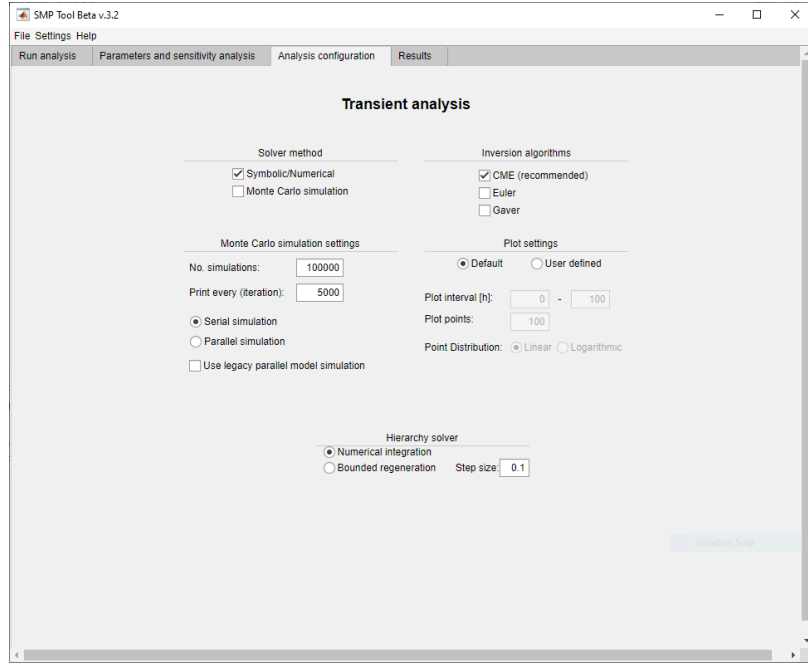 SMP Tool Beta v.3.2
File Settings Help
Run analysis Parameters and sensitivity analysis Analysis configuration Results
Transient analysis
Solver method
Symbolic/Numerical
Monte Carlo simulation
Inversion algorithms
CME (recommended)
Euler
Gaver
Monte Carlo simulation settings
No. simulations: 100000
Print every (iteration): 5000
Serial simulation
Parallel simulation
Use legacy parallel model simulation
Plot settings
Default User defined
Plot interval [h]: 0 - 100
Plot points: 100
Point Distribution: Linear Logarithmic
Hierarchy solver
Numerical integration
Bounded regeneration Step size: 0.1
Window Snip